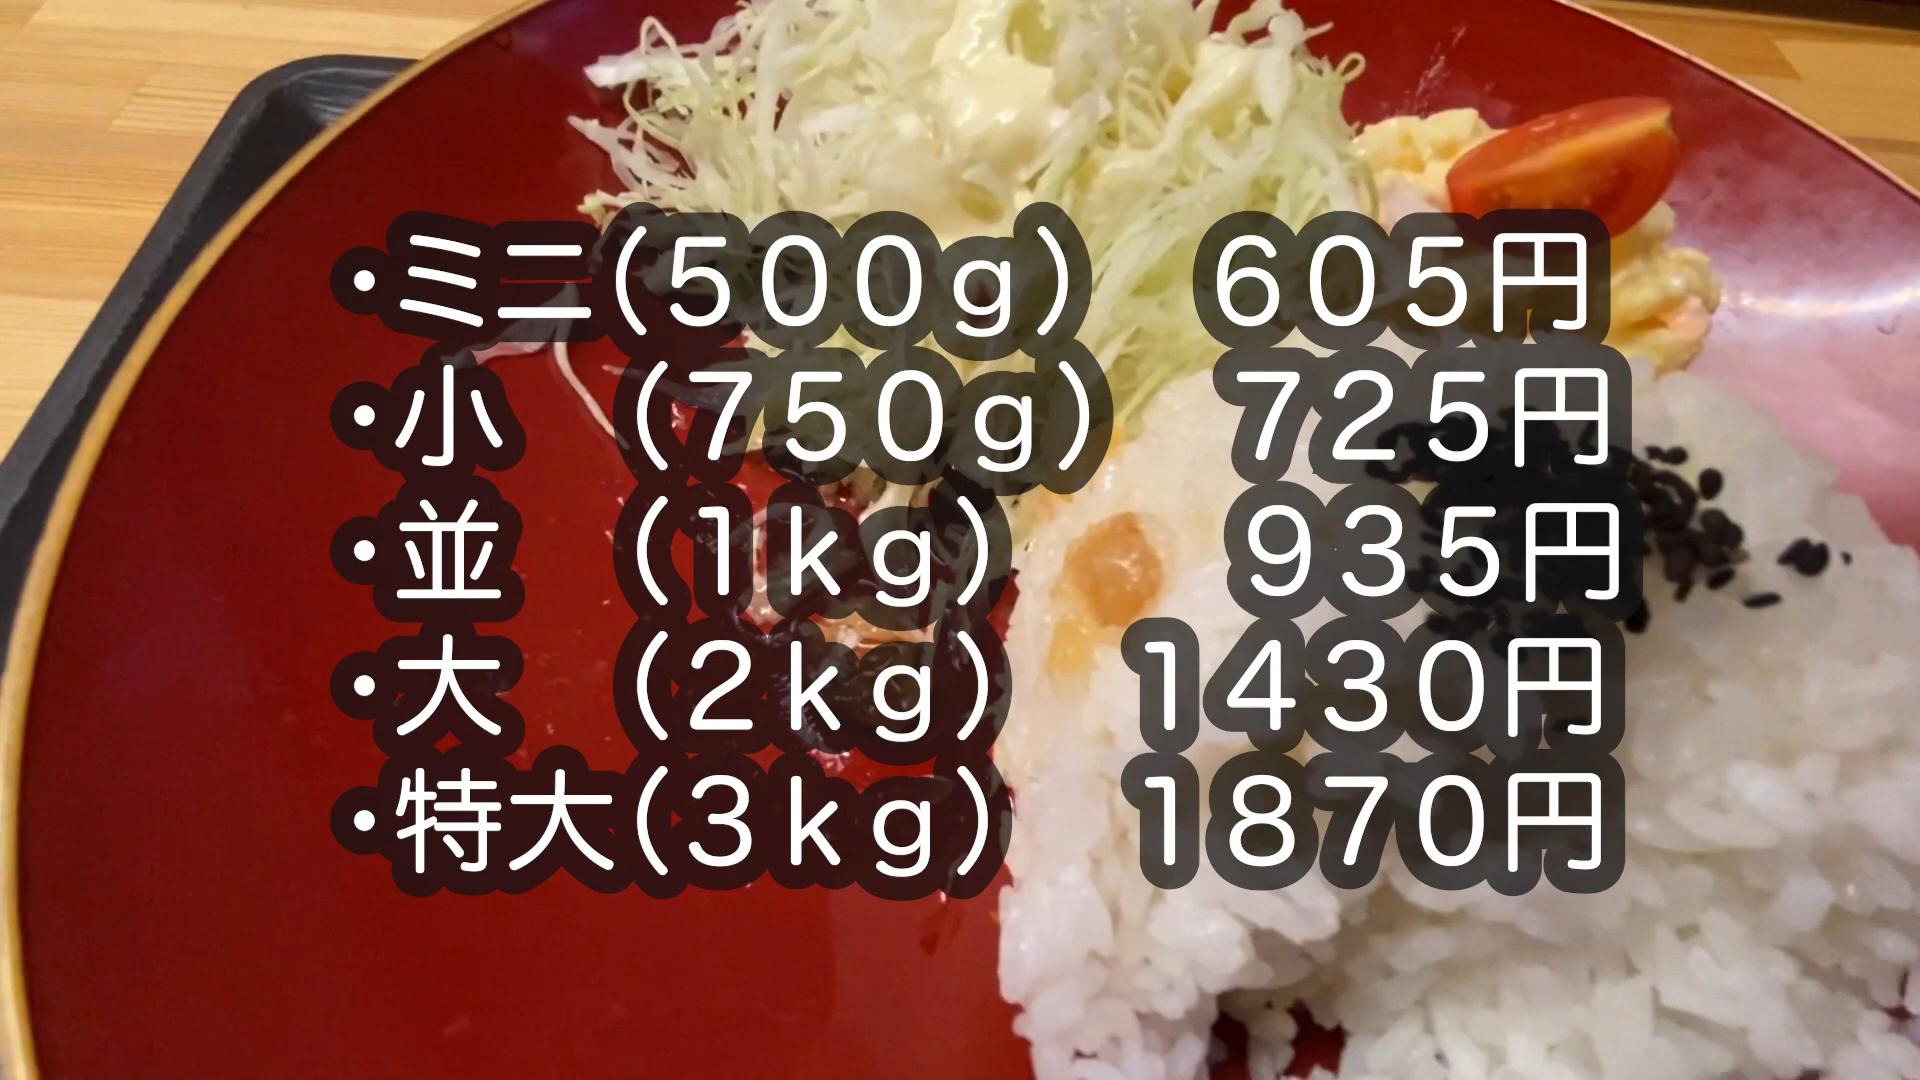 ・ミニ(500g) 605円
・小 (750g) 725円
・並 (1kg) 935円
・大 (2kg) 1430円
・特大(3kg) 1870円